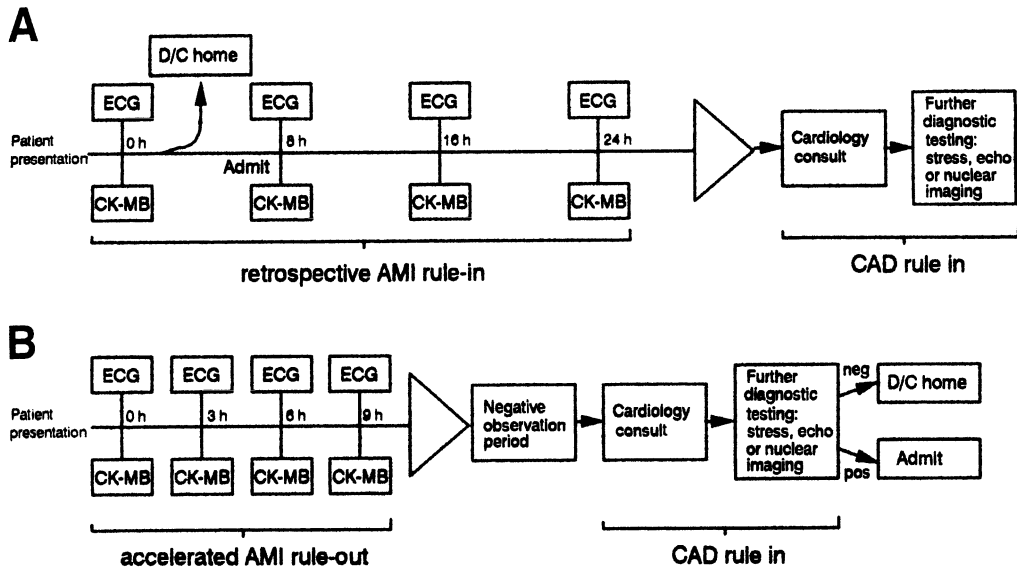 A
D/C home
ECG
ECG
ECG
ECG
Patient
presentation
0 h
8 h
16 h
24 h
Admit
CK-MB
CK-MB
CK-MB
CK-MB
Cardiology
consult
Further
diagnostic
testing:
stress, echo
or nuclear
imaging
retrospective AMI rule-in
CAD rule in
B
ECG
ECG
ECG
ECG
Patient
presentation
0 h
3 h
6 h
9 h
CK-MB
CK-MB
CK-MB
CK-MB
Negative
observation
period
Cardiology
consult
Further
diagnostic
testing:
stress, echo
or nuclear
imaging
neg
D/C home
pos
Admit
accelerated AMI rule-out
CAD rule in